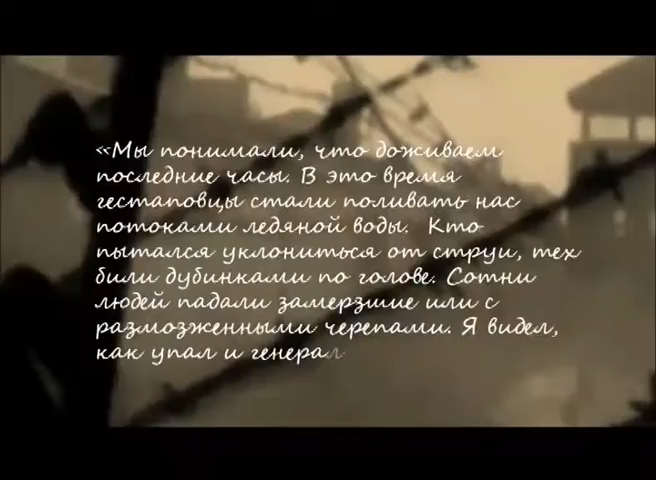 «Мы понимали, что доживаем
последние часы. В это время
гестаповцы стали поливать нас
потоками ледяной воды. Кто
пытался уклониться от струи, тех
били дубинками по голове. Сотни
людей падали замерзшие или с
размозженными черепами. Я видел,
как упал и генерал